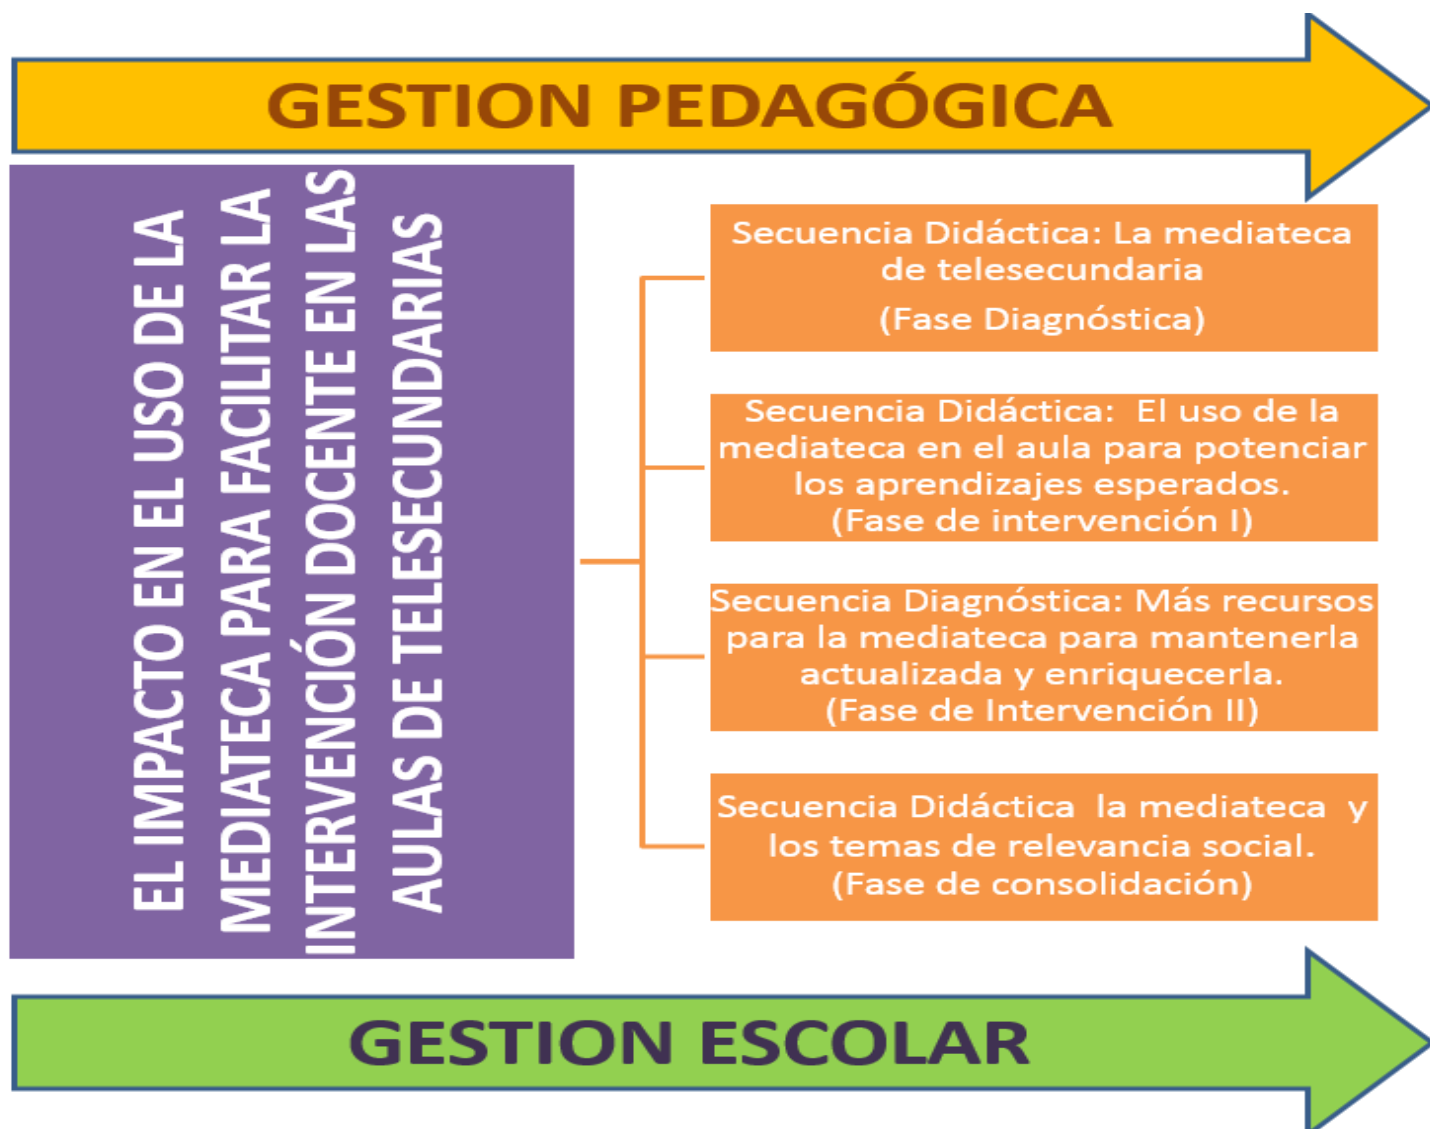 GESTION PEDAGÓGICA
EL IMPACTO EN EL USO DE LA
MEDIATECA PARA FACILITAR LA
INTERVENCIÓN DOCENTE EN LAS
AULAS DE TELESECUNDARIAS
Secuencia Didáctica: La mediateca
de telesecundaria
(Fase Diagnóstica)
Secuencia Didáctica: El uso de la
mediateca en el aula para potenciar
los aprendizajes esperados.
(Fase de intervención I)
Secuencia Diagnóstica: Más recursos
para la mediateca para mantenerla
actualizada y enriquecerla.
(Fase de Intervención II)
Secuencia Didáctica la mediateca y
los temas de relevancia social.
(Fase de consolidación)
GESTION ESCOLAR